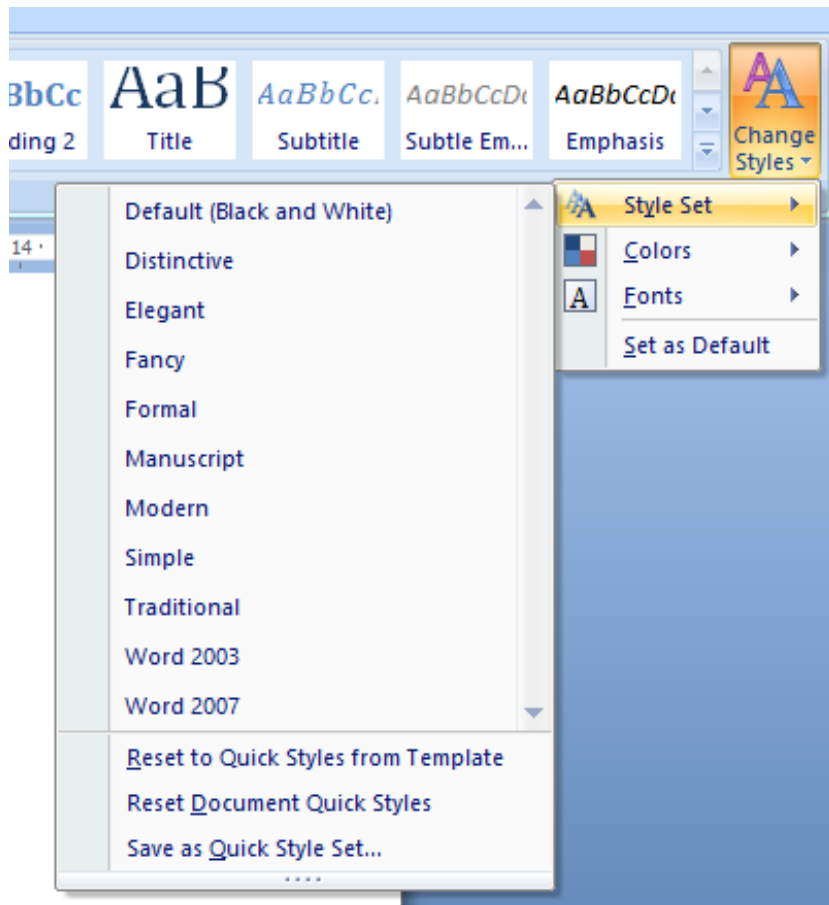 BbCc AaB AaBbCc. AaBbCcDc AaBbCcDc
ding 2 Title Subtitle Subtle Em... Emphasis
Change
Styles
14
Style Set
Colors
Fonts
Set as Default
Default (Black and White)
Distinctive
Elegant
Fancy
Formal
Manuscript
Modern
Simple
Traditional
Word 2003
Word 2007
Reset to Quick Styles from Template
Reset Document Quick Styles
Save as Quick Style Set...